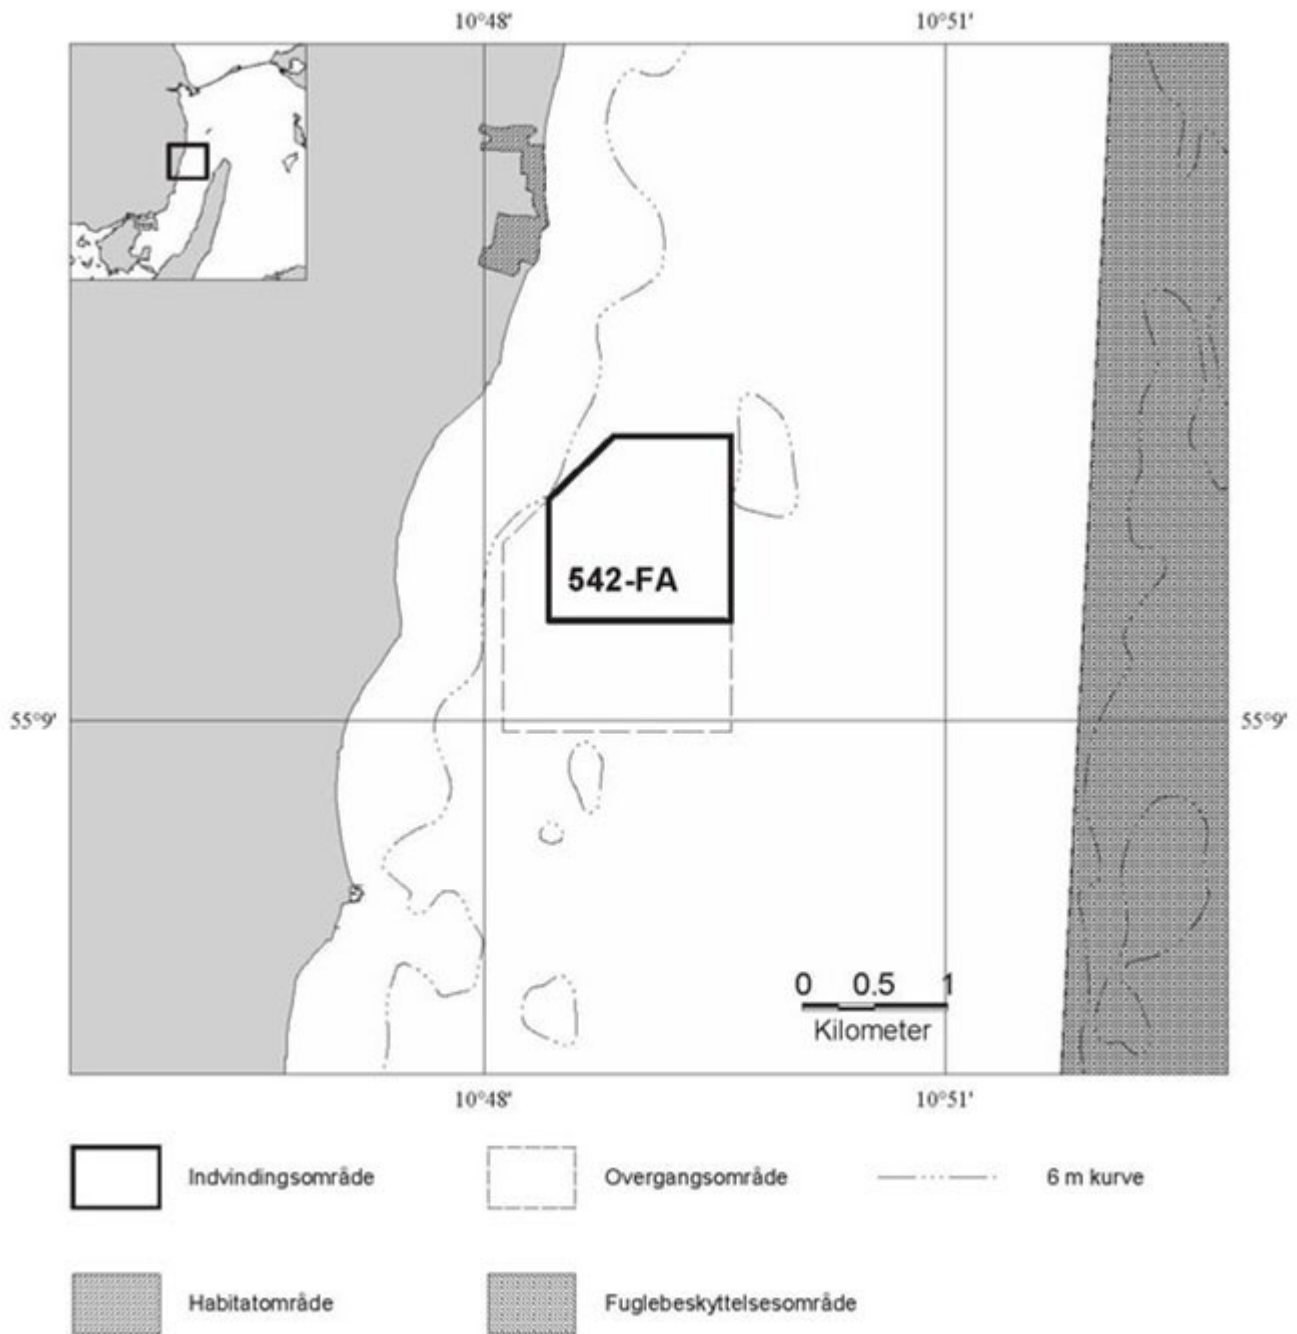 10°48' 10°51'
542-FA
55°9' 55°9'
0 0.5 1
Kilometer
10°48' 10°51'
Indvindingsområde Overgangsområde 6 m kurve
Habitatområde Fuglebeskyttelsesområde